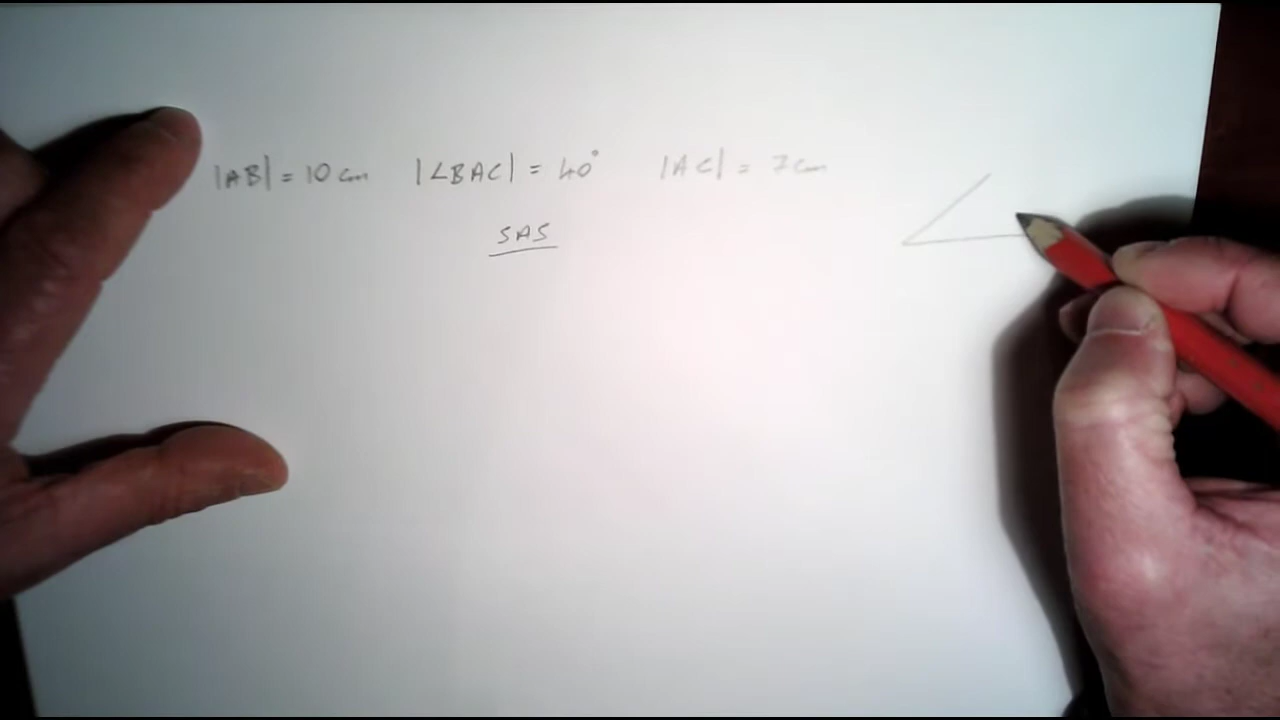 |AB| = 10 cm |∠BAC| = 40° |AC| = 7 cm
SAS